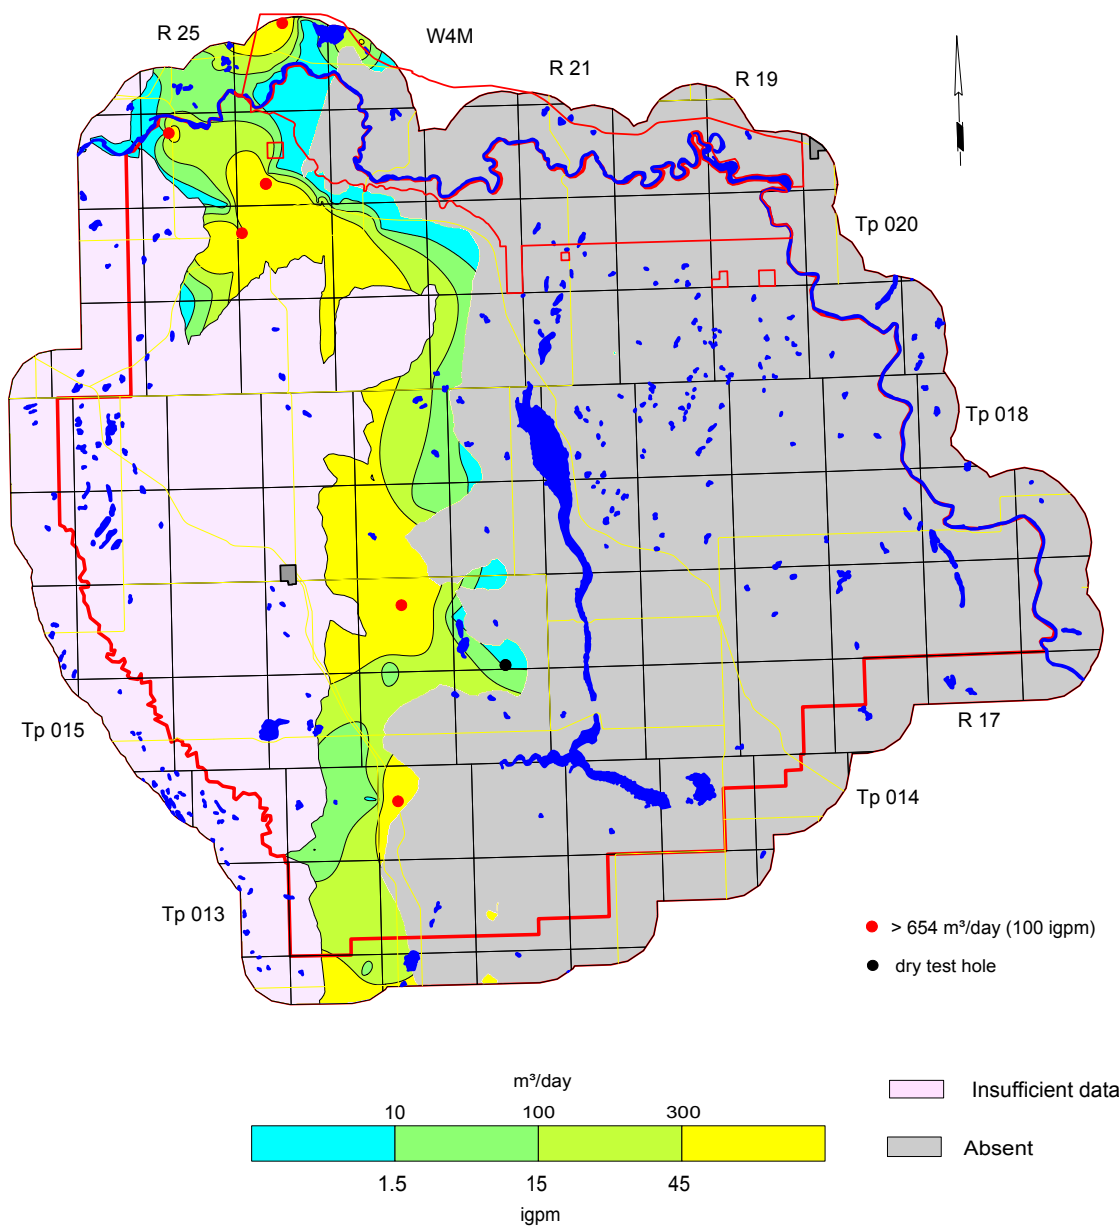 R 25
W4M
R 21
R 19
Tp 020
Tp 018
Tp 015
R 17
Tp 014
Tp 013
> 654 m³/day (100 igpm)
dry test hole
m³/day
10 100 300
1.5 15 45
igpm
Insufficient data
Absent